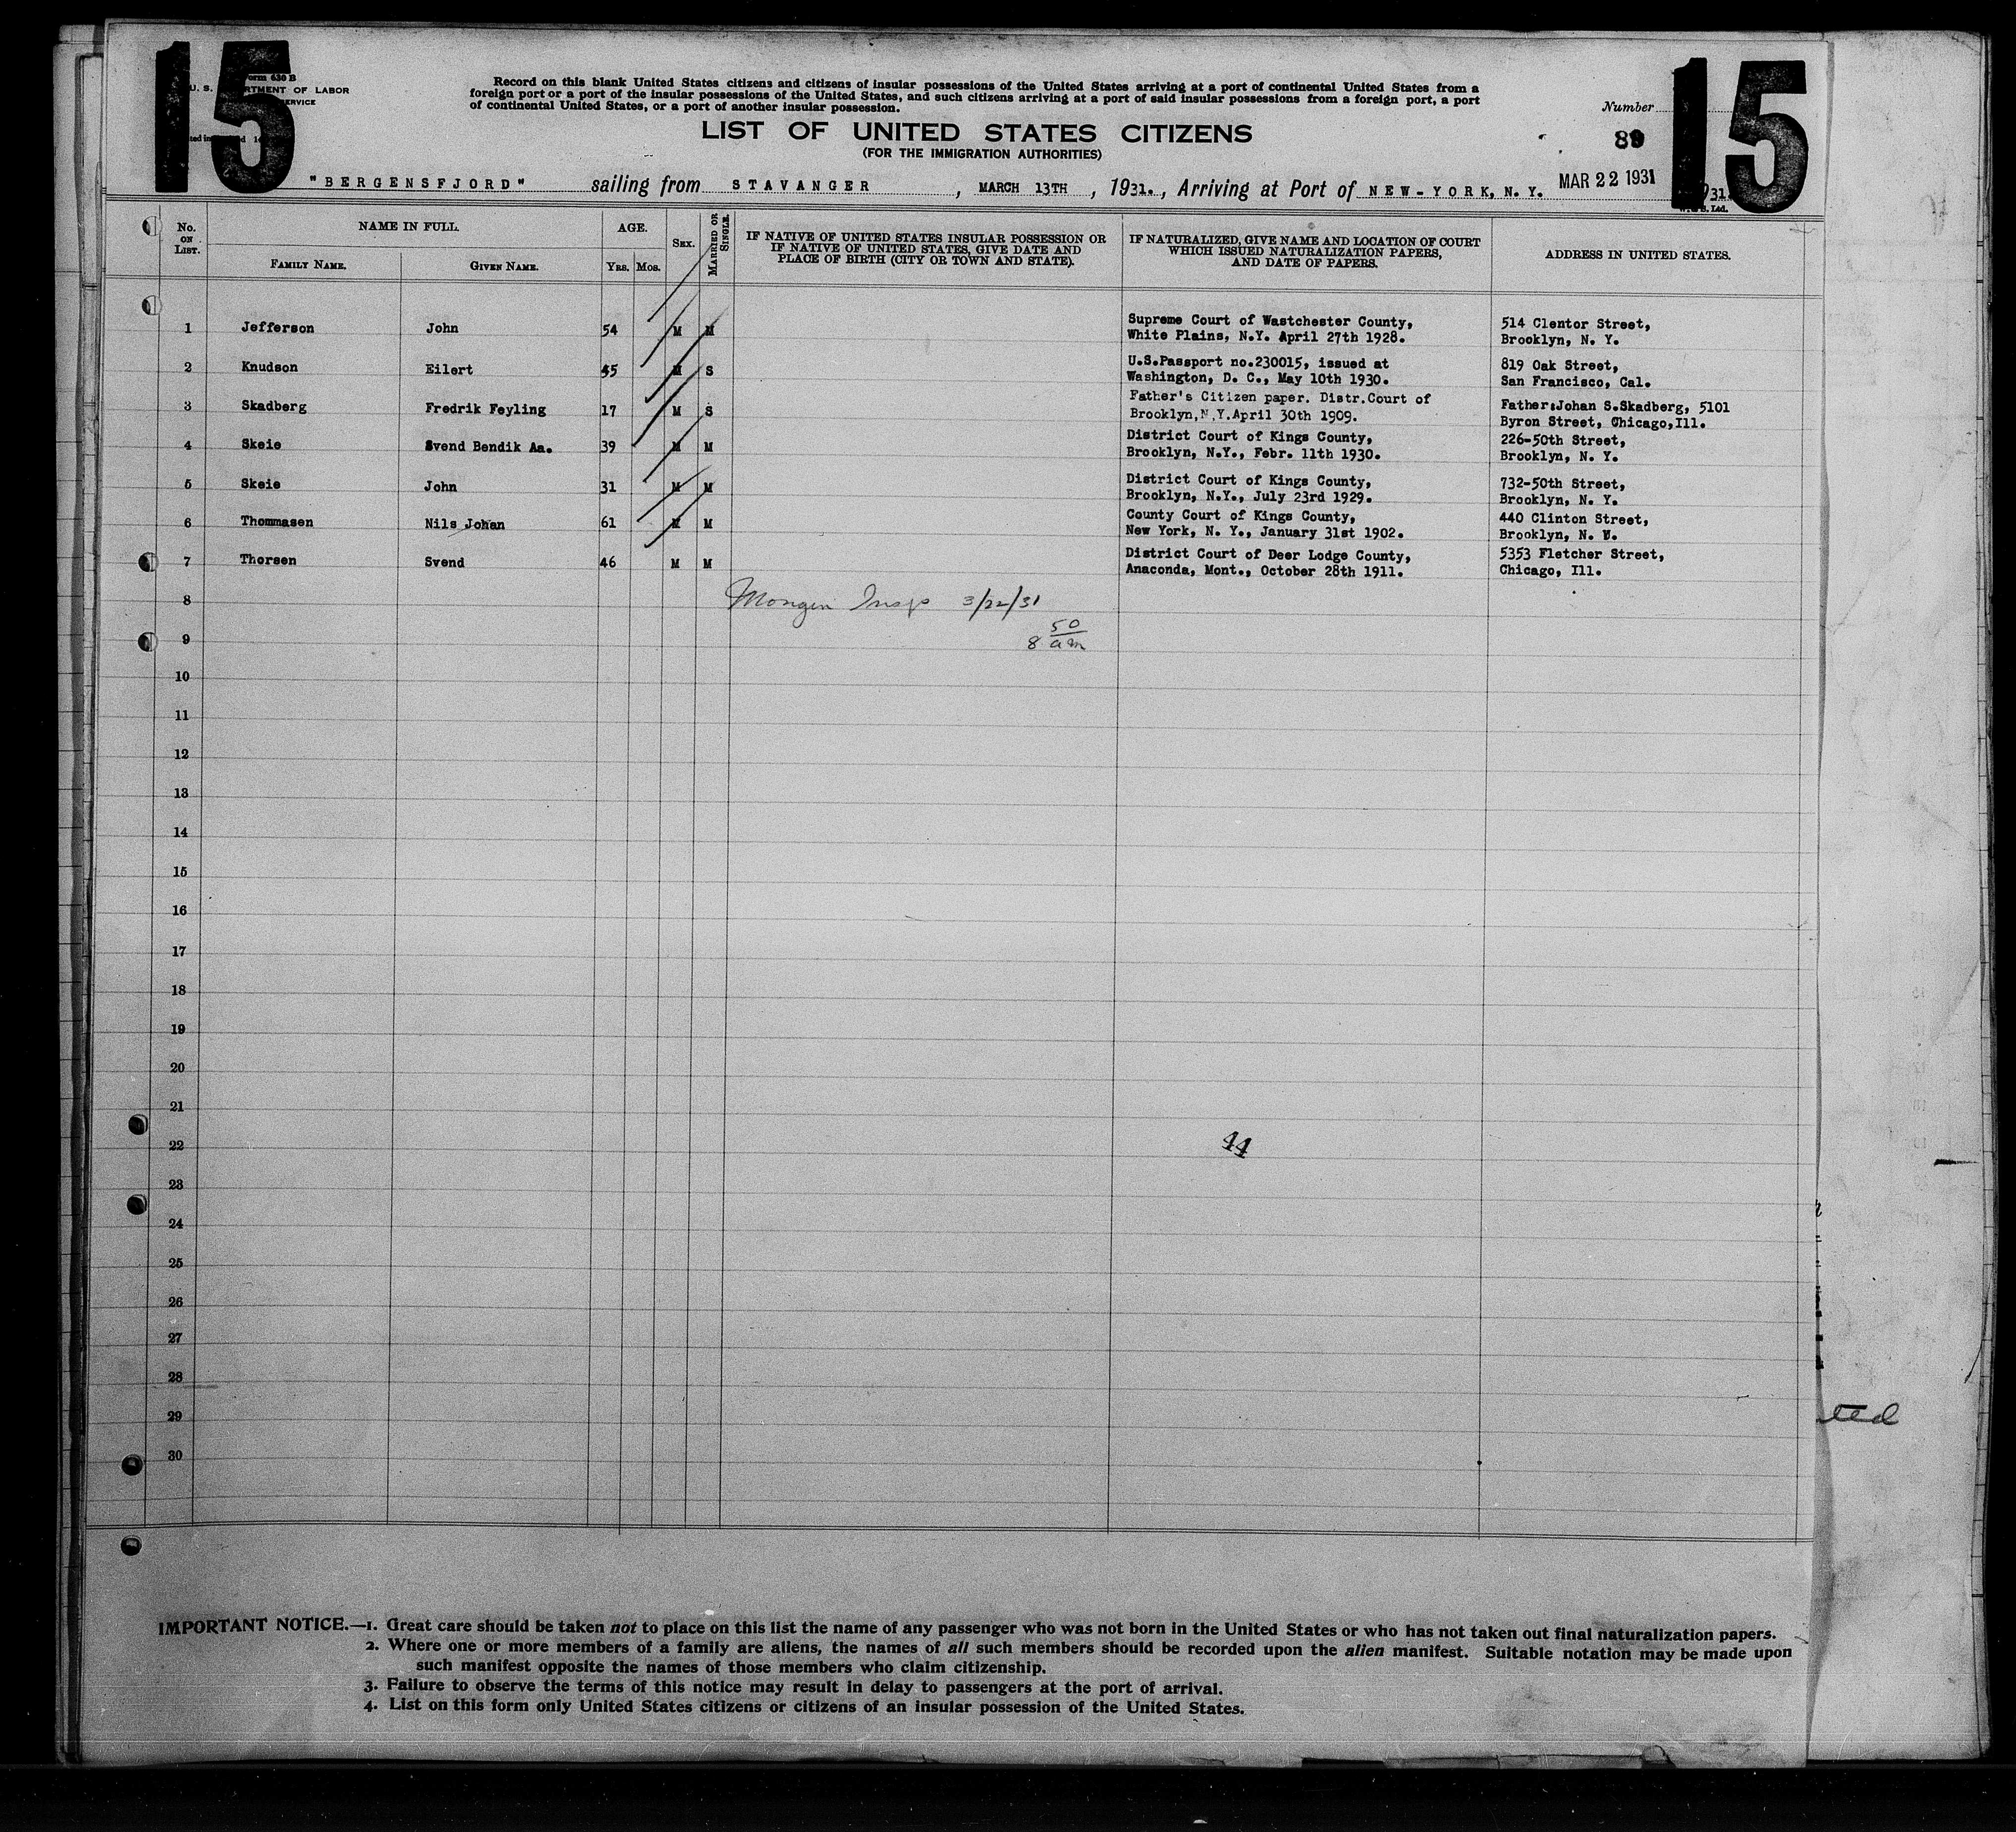 15
15
Form 630 B
U. S. DEPARTMENT OF LABOR
SERVICE
Record on this blank United States citizens and citizens of insular possessions of the United States arriving at a port of continental United States from a
foreign port or a port of the insular possessions of the United States, and such citizens arriving at a port of said insular possessions from a foreign port, a port
of continental United States, or a port of another insular possession.
Number
89
LIST OF UNITED STATES CITIZENS
(FOR THE IMMIGRATION AUTHORITIES)
"BERGENSFJORD" sailing from STAVANGER, MARCH 13TH, 1931., Arriving at Port of NEW-YORK, N.Y. MAR 22 1931
No. ON LIST. NAME IN FULL. AGE. SEX. MARRIED OR SINGLE. IF NATIVE OF UNITED STATES INSULAR POSSESSION OR IF NATIVE OF UNITED STATES, GIVE DATE AND PLACE OF BIRTH (CITY OR TOWN AND STATE). IF NATURALIZED, GIVE NAME AND LOCATION OF COURT WHICH ISSUED NATURALIZATION PAPERS, AND DATE OF PAPERS. ADDRESS IN UNITED STATES.
FAMILY NAME. GIVEN NAME. YRS. MOS.
1 Jefferson John 54 M M Supreme Court of Wastchester County, 514 Clentor Street,
White Plains, N.Y. April 27th 1928. Brooklyn, N. Y.
2 Knudson Eilert 45 M S U.S.Passport no.230015, issued at 819 Oak Street,
Washington, D. C., May 10th 1930. San Francisco, Cal.
3 Skadberg Fredrik Feyling 17 M S Father's Citizen paper. Distr.Court of Father:Johan S.Skadberg, 5101
Brooklyn,N.Y.April 30th 1909. Byron Street, Chicago,Ill.
4 Skeie Svend Bendik Aa. 39 M M District Court of Kings County, 226-50th Street,
Brooklyn, N.Y., Febr. 11th 1930. Brooklyn, N. Y.
5 Skeie John 31 M M District Court of Kings County, 732-50th Street,
Brooklyn, N.Y., July 23rd 1929. Brooklyn, N. Y.
6 Thommasen Nils Johan 61 M M County Court of Kings County, 440 Clinton Street,
New York, N. Y., January 31st 1902. Brooklyn, N. Y.
7 Thorsen Svend 46 M M District Court of Deer Lodge County, 5353 Fletcher Street,
Anaconda, Mont., October 28th 1911. Chicago, Ill.
8 Insp 3/22/31
9 8 50 am
10
11
12
13
14
15
16
17
18
19
20
21
22 44
23
24
25
26
27
28
29
30
ted
IMPORTANT NOTICE.—1. Great care should be taken not to place on this list the name of any passenger who was not born in the United States or who has not taken out final naturalization papers.
2. Where one or more members of a family are aliens, the names of all such members should be recorded upon the alien manifest. Suitable notation may be made upon
such manifest opposite the names of those members who claim citizenship.
3. Failure to observe the terms of this notice may result in delay to passengers at the port of arrival.
4. List on this form only United States citizens or citizens of an insular possession of the United States.